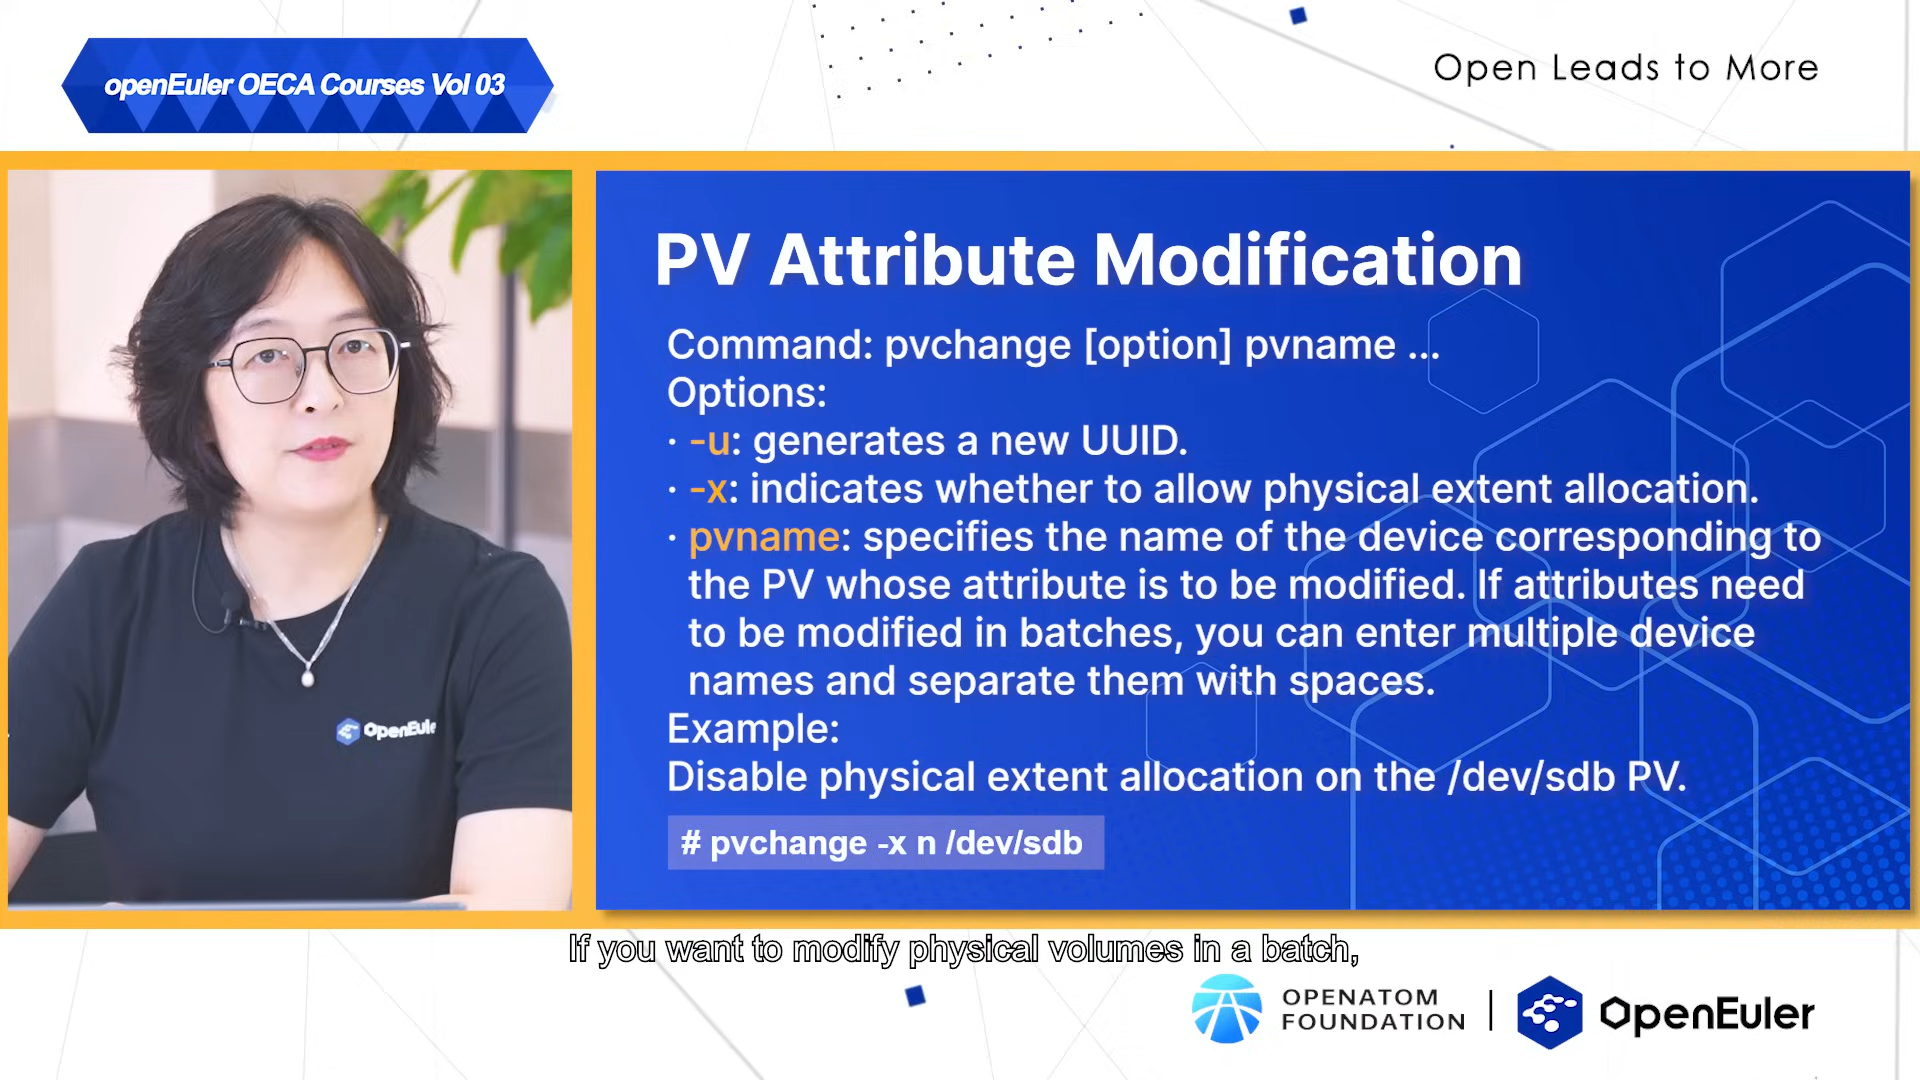 openEuler OECA Courses Vol 03
Open Leads to More
PV Attribute Modification
Command: pvchange [option] pvname ...
Options:
· -u: generates a new UUID.
· -x: indicates whether to allow physical extent allocation.
· pvname: specifies the name of the device corresponding to
the PV whose attribute is to be modified. If attributes need
to be modified in batches, you can enter multiple device
names and separate them with spaces.
Example:
Disable physical extent allocation on the /dev/sdb PV.
# pvchange -x n /dev/sdb
OpenEule
If you want to modify physical volumes in a batch,
OPENATOM
FOUNDATION
OpenEuler